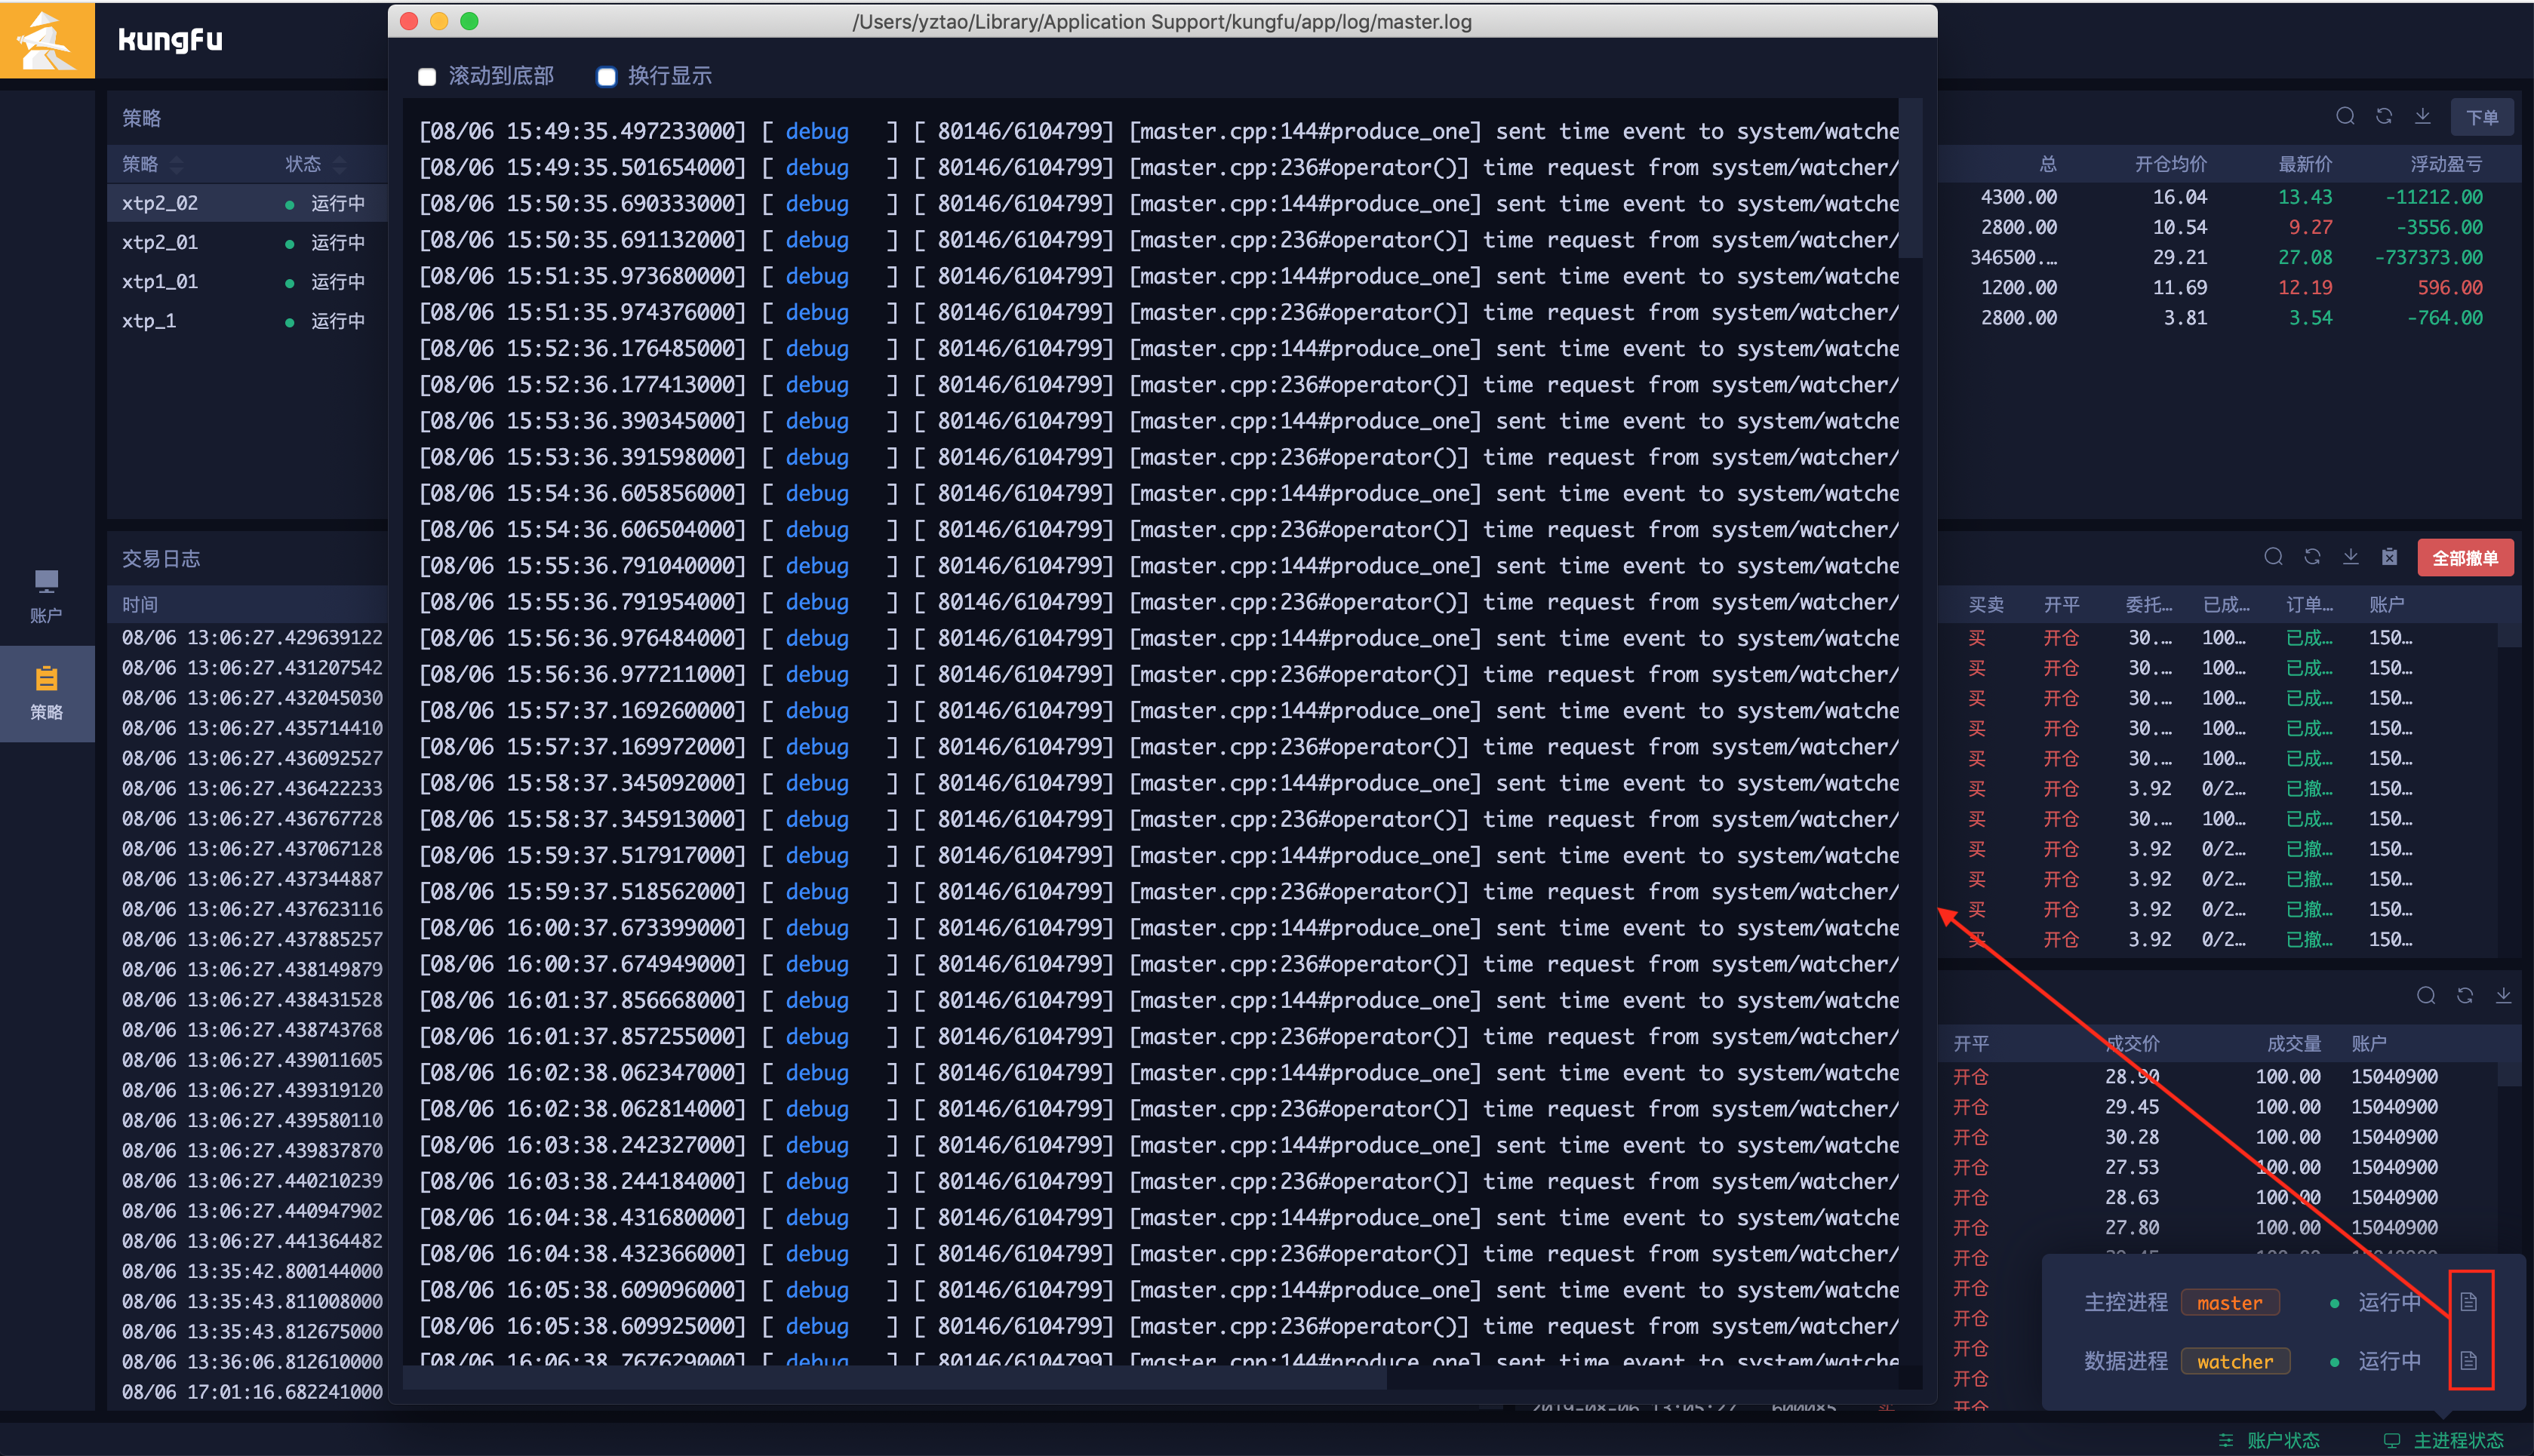 /Users/yztao/Library/Application Support/kungfu/app/log/master.log
kungfu
滚动到底部 换行显示
策略
策略 状态
xtp2_02 运行中
xtp2_01 运行中
xtp1_01 运行中
xtp_1 运行中
交易日志
时间
08/06 13:06:27.429639122
08/06 13:06:27.431207542
08/06 13:06:27.432045030
08/06 13:06:27.435714410
08/06 13:06:27.436092527
08/06 13:06:27.436422233
08/06 13:06:27.436767728
08/06 13:06:27.437067128
08/06 13:06:27.437344887
08/06 13:06:27.437623116
08/06 13:06:27.437885257
08/06 13:06:27.438149879
08/06 13:06:27.438431528
08/06 13:06:27.438743768
08/06 13:06:27.439011605
08/06 13:06:27.439319120
08/06 13:06:27.439580110
08/06 13:06:27.439837870
08/06 13:06:27.440210239
08/06 13:06:27.440947902
08/06 13:06:27.441364482
08/06 13:35:42.800144000
08/06 13:35:43.811008000
08/06 13:35:43.812675000
08/06 13:36:06.812610000
08/06 17:01:16.682241000
账户
策略
[08/06 15:49:35.497233000] [ debug ] [ 80146/6104799] [master.cpp:144#produce_one] sent time event to system/watche
[08/06 15:49:35.501654000] [ debug ] [ 80146/6104799] [master.cpp:236#operator()] time request from system/watcher/
[08/06 15:50:35.690333000] [ debug ] [ 80146/6104799] [master.cpp:144#produce_one] sent time event to system/watche
[08/06 15:50:35.691132000] [ debug ] [ 80146/6104799] [master.cpp:236#operator()] time request from system/watcher/
[08/06 15:51:35.973680000] [ debug ] [ 80146/6104799] [master.cpp:144#produce_one] sent time event to system/watche
[08/06 15:51:35.974376000] [ debug ] [ 80146/6104799] [master.cpp:236#operator()] time request from system/watcher/
[08/06 15:52:36.176485000] [ debug ] [ 80146/6104799] [master.cpp:144#produce_one] sent time event to system/watche
[08/06 15:52:36.177413000] [ debug ] [ 80146/6104799] [master.cpp:236#operator()] time request from system/watcher/
[08/06 15:53:36.390345000] [ debug ] [ 80146/6104799] [master.cpp:144#produce_one] sent time event to system/watche
[08/06 15:53:36.391598000] [ debug ] [ 80146/6104799] [master.cpp:236#operator()] time request from system/watcher/
[08/06 15:54:36.605856000] [ debug ] [ 80146/6104799] [master.cpp:144#produce_one] sent time event to system/watche
[08/06 15:54:36.606504000] [ debug ] [ 80146/6104799] [master.cpp:236#operator()] time request from system/watcher/
[08/06 15:55:36.791040000] [ debug ] [ 80146/6104799] [master.cpp:144#produce_one] sent time event to system/watche
[08/06 15:55:36.791954000] [ debug ] [ 80146/6104799] [master.cpp:236#operator()] time request from system/watcher/
[08/06 15:56:36.976484000] [ debug ] [ 80146/6104799] [master.cpp:144#produce_one] sent time event to system/watche
[08/06 15:56:36.977211000] [ debug ] [ 80146/6104799] [master.cpp:236#operator()] time request from system/watcher/
[08/06 15:57:37.169260000] [ debug ] [ 80146/6104799] [master.cpp:144#produce_one] sent time event to system/watche
[08/06 15:57:37.169972000] [ debug ] [ 80146/6104799] [master.cpp:236#operator()] time request from system/watcher/
[08/06 15:58:37.345092000] [ debug ] [ 80146/6104799] [master.cpp:144#produce_one] sent time event to system/watche
[08/06 15:58:37.345913000] [ debug ] [ 80146/6104799] [master.cpp:236#operator()] time request from system/watcher/
[08/06 15:59:37.517917000] [ debug ] [ 80146/6104799] [master.cpp:144#produce_one] sent time event to system/watche
[08/06 15:59:37.518562000] [ debug ] [ 80146/6104799] [master.cpp:236#operator()] time request from system/watcher/
[08/06 16:00:37.673399000] [ debug ] [ 80146/6104799] [master.cpp:144#produce_one] sent time event to system/watche
[08/06 16:00:37.674949000] [ debug ] [ 80146/6104799] [master.cpp:236#operator()] time request from system/watcher/
[08/06 16:01:37.856668000] [ debug ] [ 80146/6104799] [master.cpp:144#produce_one] sent time event to system/watche
[08/06 16:01:37.857255000] [ debug ] [ 80146/6104799] [master.cpp:236#operator()] time request from system/watcher/
[08/06 16:02:38.062347000] [ debug ] [ 80146/6104799] [master.cpp:144#produce_one] sent time event to system/watche
[08/06 16:02:38.062814000] [ debug ] [ 80146/6104799] [master.cpp:236#operator()] time request from system/watcher/
[08/06 16:03:38.242327000] [ debug ] [ 80146/6104799] [master.cpp:144#produce_one] sent time event to system/watche
[08/06 16:03:38.244184000] [ debug ] [ 80146/6104799] [master.cpp:236#operator()] time request from system/watcher/
[08/06 16:04:38.431680000] [ debug ] [ 80146/6104799] [master.cpp:144#produce_one] sent time event to system/watche
[08/06 16:04:38.432366000] [ debug ] [ 80146/6104799] [master.cpp:236#operator()] time request from system/watcher/
[08/06 16:05:38.609096000] [ debug ] [ 80146/6104799] [master.cpp:144#produce_one] sent time event to system/watche
[08/06 16:05:38.609925000] [ debug ] [ 80146/6104799] [master.cpp:236#operator()] time request from system/watcher/
[08/06 16:06:38.767629000] [ debug ] [ 80146/6104799] [master.cpp:144#produce_one] sent time event to system/watche
下单
总 开仓均价 最新价 浮动盈亏
4300.00 16.04 13.43 -11212.00
2800.00 10.54 9.27 -3556.00
346500.… 29.21 27.08 -737373.00
1200.00 11.69 12.19 596.00
2800.00 3.81 3.54 -764.00
全部撤单
买卖 开平 委托… 已成… 订单… 账户
买 开仓 30.… 100… 已成… 150…
买 开仓 30.… 100… 已成… 150…
买 开仓 30.… 100… 已成… 150…
买 开仓 30.… 100… 已成… 150…
买 开仓 30.… 100… 已成… 150…
买 开仓 3.92 0/2… 已撤… 150…
买 开仓 30.… 100… 已成… 150…
买 开仓 3.92 0/2… 已撤… 150…
买 开仓 3.92 0/2… 已撤… 150…
买 开仓 3.92 0/2… 已撤… 150…
买 开仓 3.92 0/2… 已撤… 150…
开平 成交价 成交量 账户
开仓 28.90 100.00 15040900
开仓 29.45 100.00 15040900
开仓 30.28 100.00 15040900
开仓 27.53 100.00 15040900
开仓 28.63 100.00 15040900
开仓 27.80 100.00 15040900
开仓
开仓
开仓
开仓
开仓
2019-08-06 13:05:27 600085 买 开仓
主控进程 master 运行中
数据进程 watcher 运行中
账户状态 主进程状态